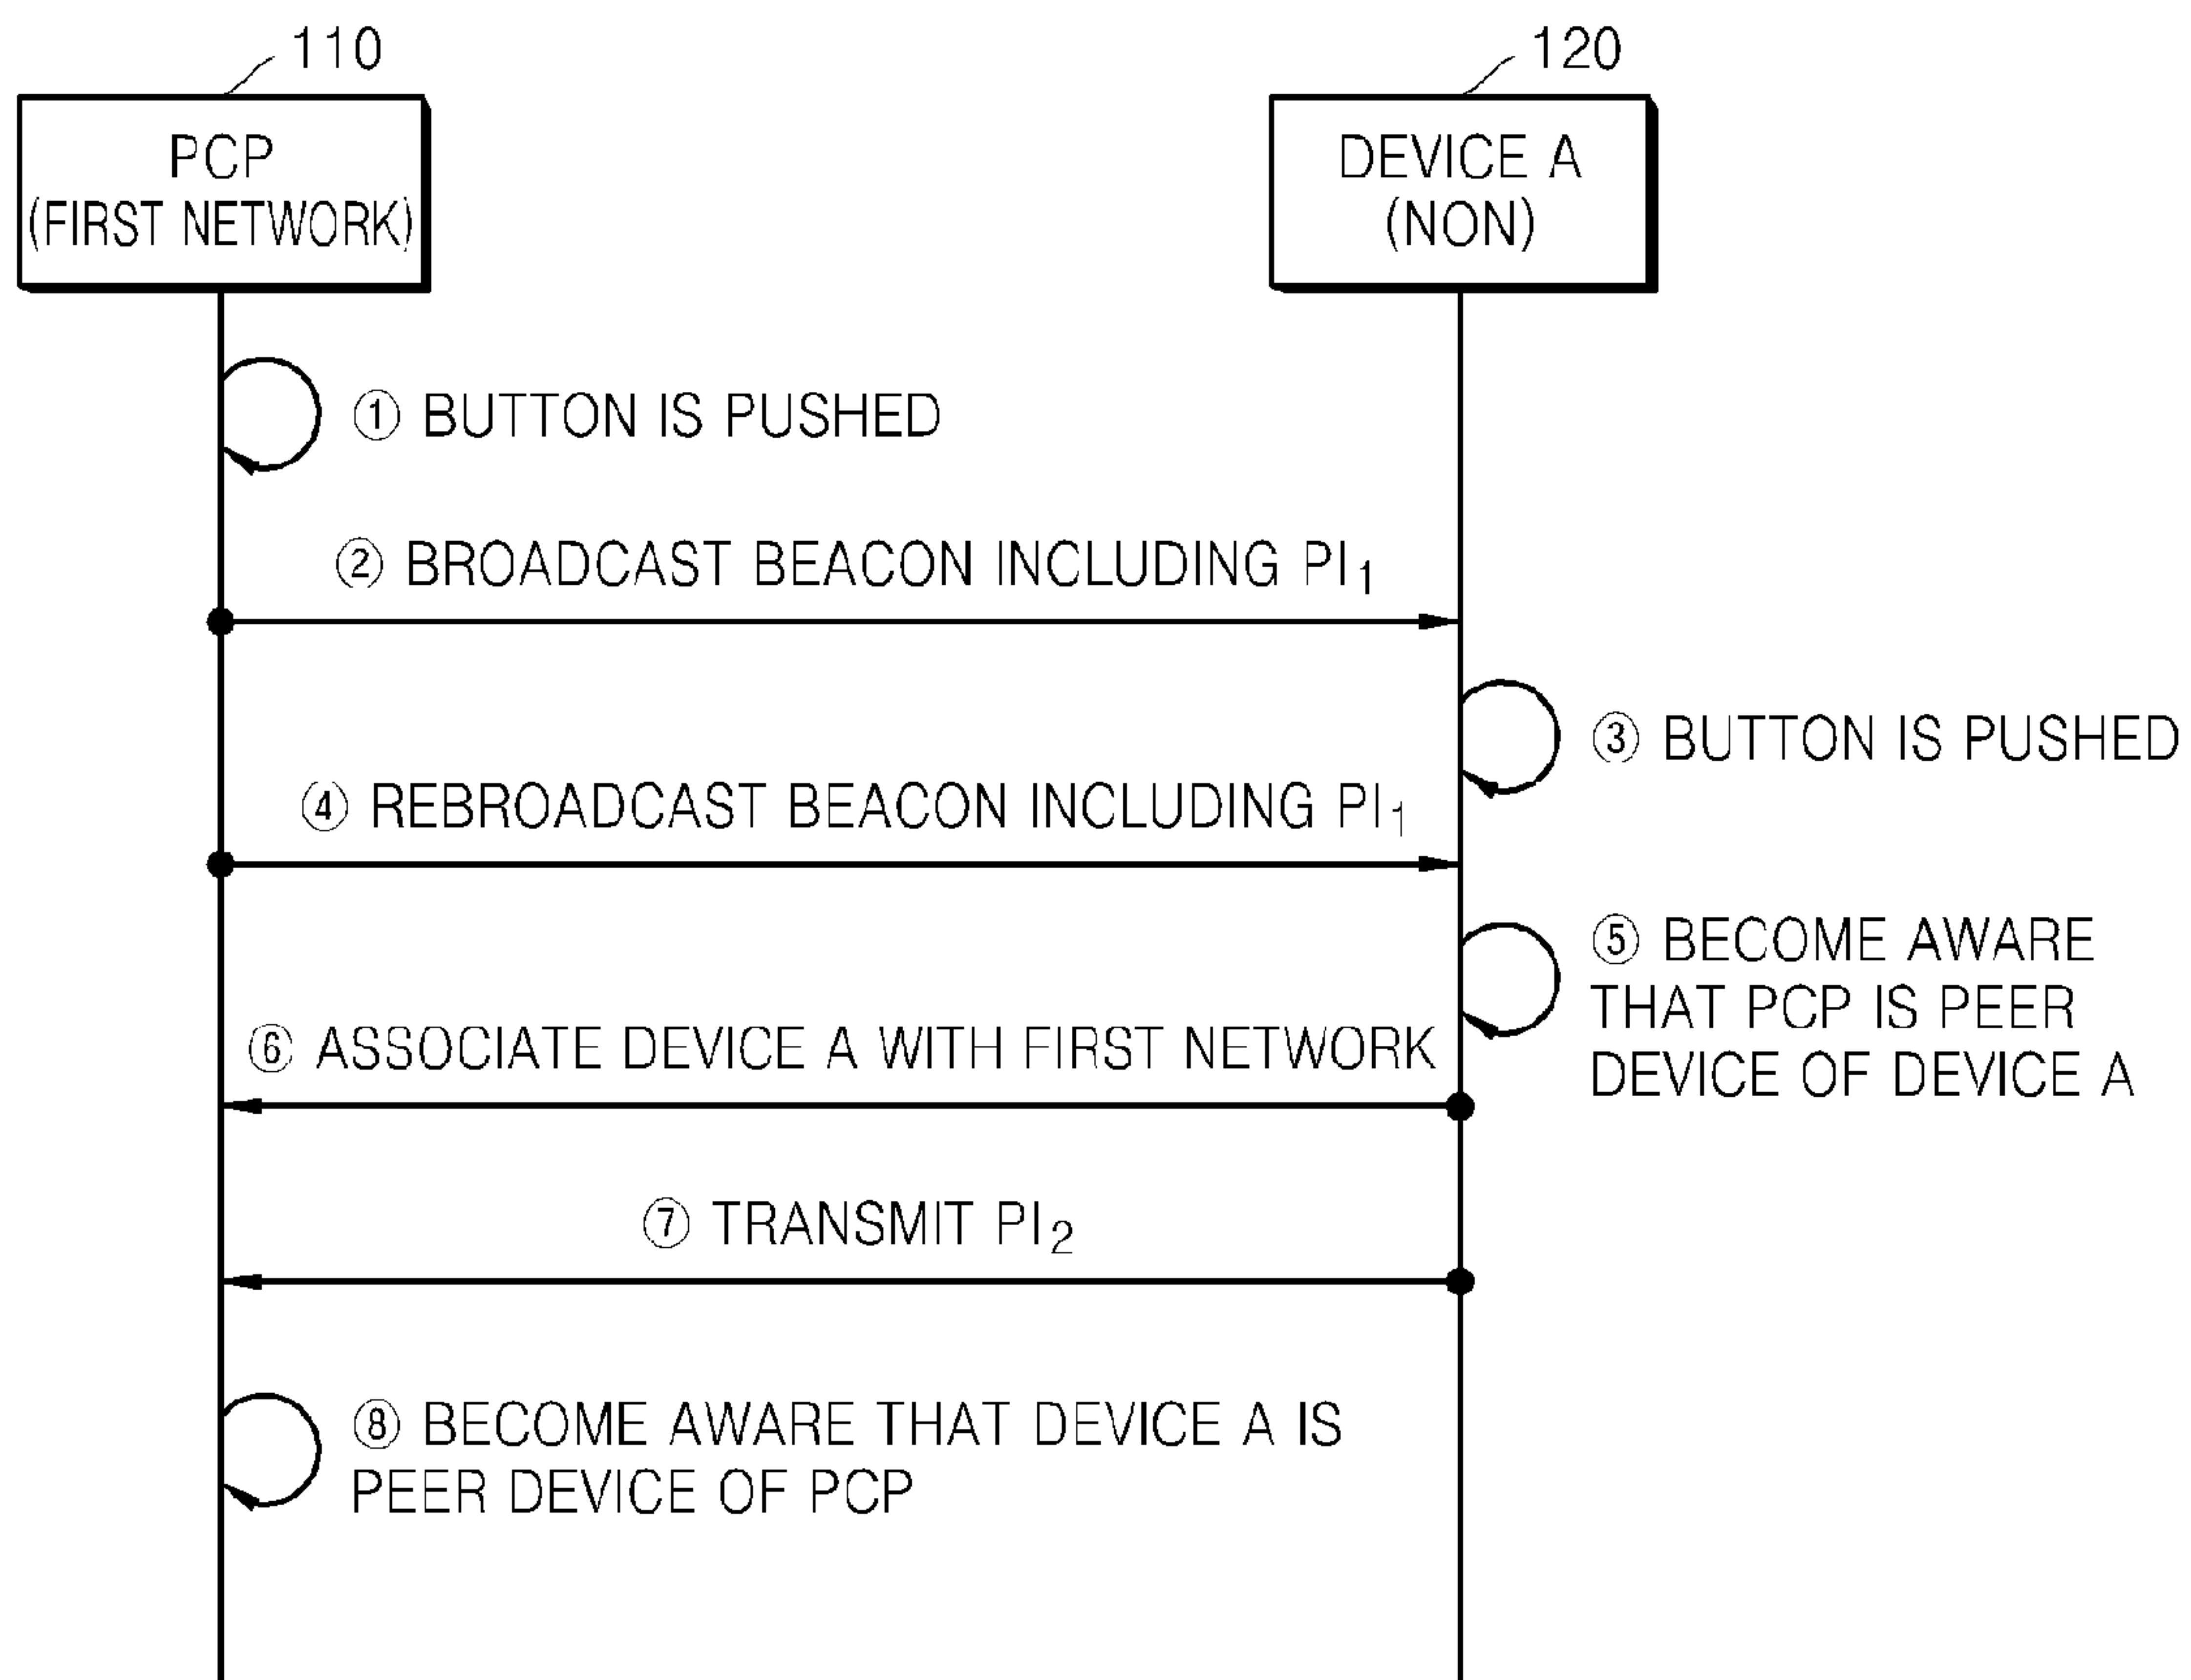 110
120
PCP
(FIRST NETWORK)
DEVICE A
(NON)
① BUTTON IS PUSHED
② BROADCAST BEACON INCLUDING PI₁
③ BUTTON IS PUSHED
④ REBROADCAST BEACON INCLUDING PI₁
⑤ BECOME AWARE
THAT PCP IS PEER
DEVICE OF DEVICE A
⑥ ASSOCIATE DEVICE A WITH FIRST NETWORK
⑦ TRANSMIT PI₂
⑧ BECOME AWARE THAT DEVICE A IS
PEER DEVICE OF PCP